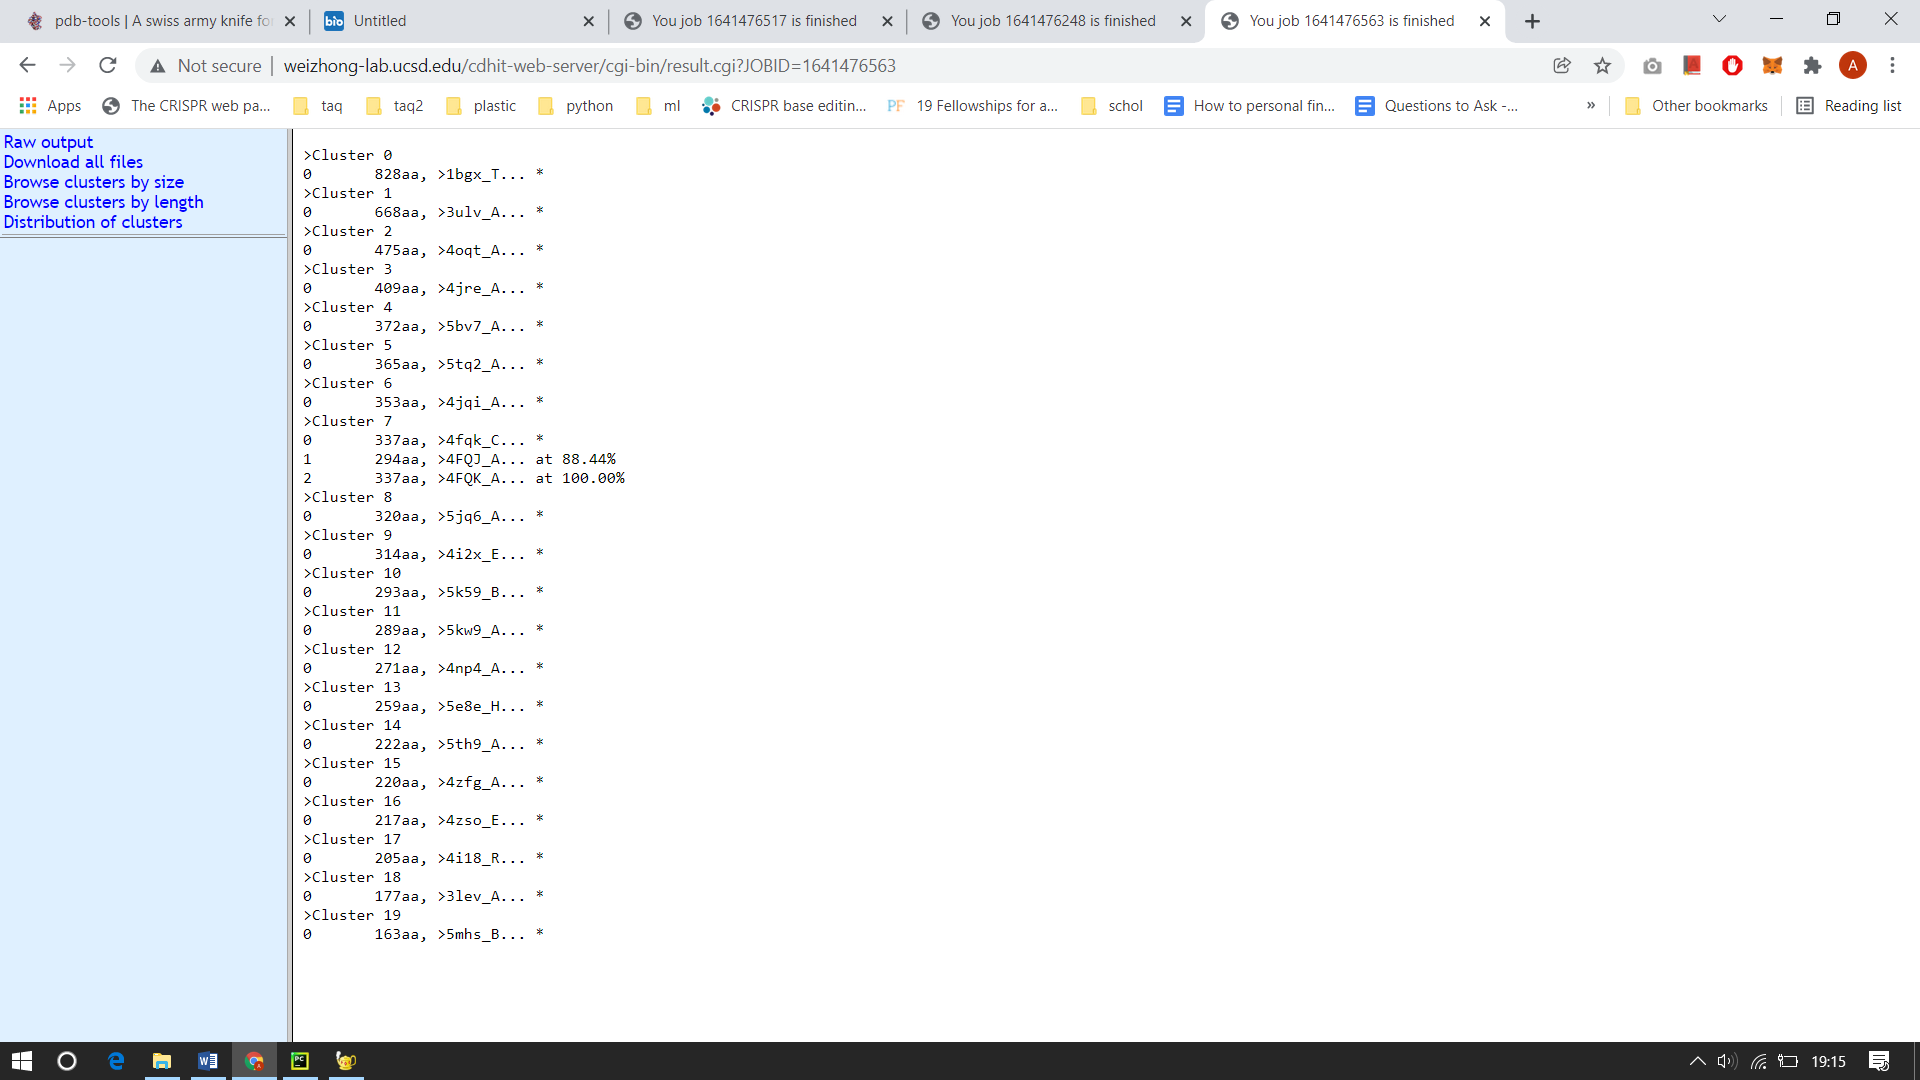 pdb-tools | A swiss army knife fo
bio Untitled
You job 1641476517 is finished
You job 1641476248 is finished
You job 1641476563 is finished
Not secure | weizhong-lab.ucsd.edu/cdhit-web-server/cgi-bin/result.cgi?JOBID=1641476563
A
Apps The CRISPR web pa... taq taq2 plastic python ml CRISPR base editin... PF 19 Fellowships for a... schol How to personal fin... Questions to Ask -... » Other bookmarks Reading list
Raw output
Download all files
Browse clusters by size
Browse clusters by length
Distribution of clusters
>Cluster 0
0 828aa, >1bgx_T... *
>Cluster 1
0 668aa, >3ulv_A... *
>Cluster 2
0 475aa, >4oqt_A... *
>Cluster 3
0 409aa, >4jre_A... *
>Cluster 4
0 372aa, >5bv7_A... *
>Cluster 5
0 365aa, >5tq2_A... *
>Cluster 6
0 353aa, >4jqi_A... *
>Cluster 7
0 337aa, >4fqk_C... *
1 294aa, >4FQJ_A... at 88.44%
2 337aa, >4FQK_A... at 100.00%
>Cluster 8
0 320aa, >5jq6_A... *
>Cluster 9
0 314aa, >4i2x_E... *
>Cluster 10
0 293aa, >5k59_B... *
>Cluster 11
0 289aa, >5kw9_A... *
>Cluster 12
0 271aa, >4np4_A... *
>Cluster 13
0 259aa, >5e8e_H... *
>Cluster 14
0 222aa, >5th9_A... *
>Cluster 15
0 220aa, >4zfg_A... *
>Cluster 16
0 217aa, >4zso_E... *
>Cluster 17
0 205aa, >4i18_R... *
>Cluster 18
0 177aa, >3lev_A... *
>Cluster 19
0 163aa, >5mhs_B... *
19:15